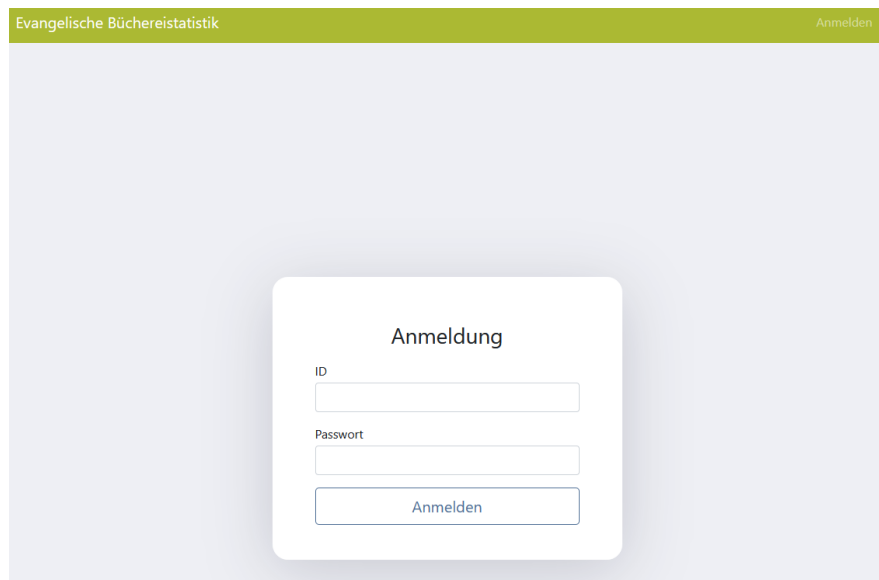 Evangelische Büchereistatistik
Anmelden
Anmeldung
ID
Passwort
Anmelden